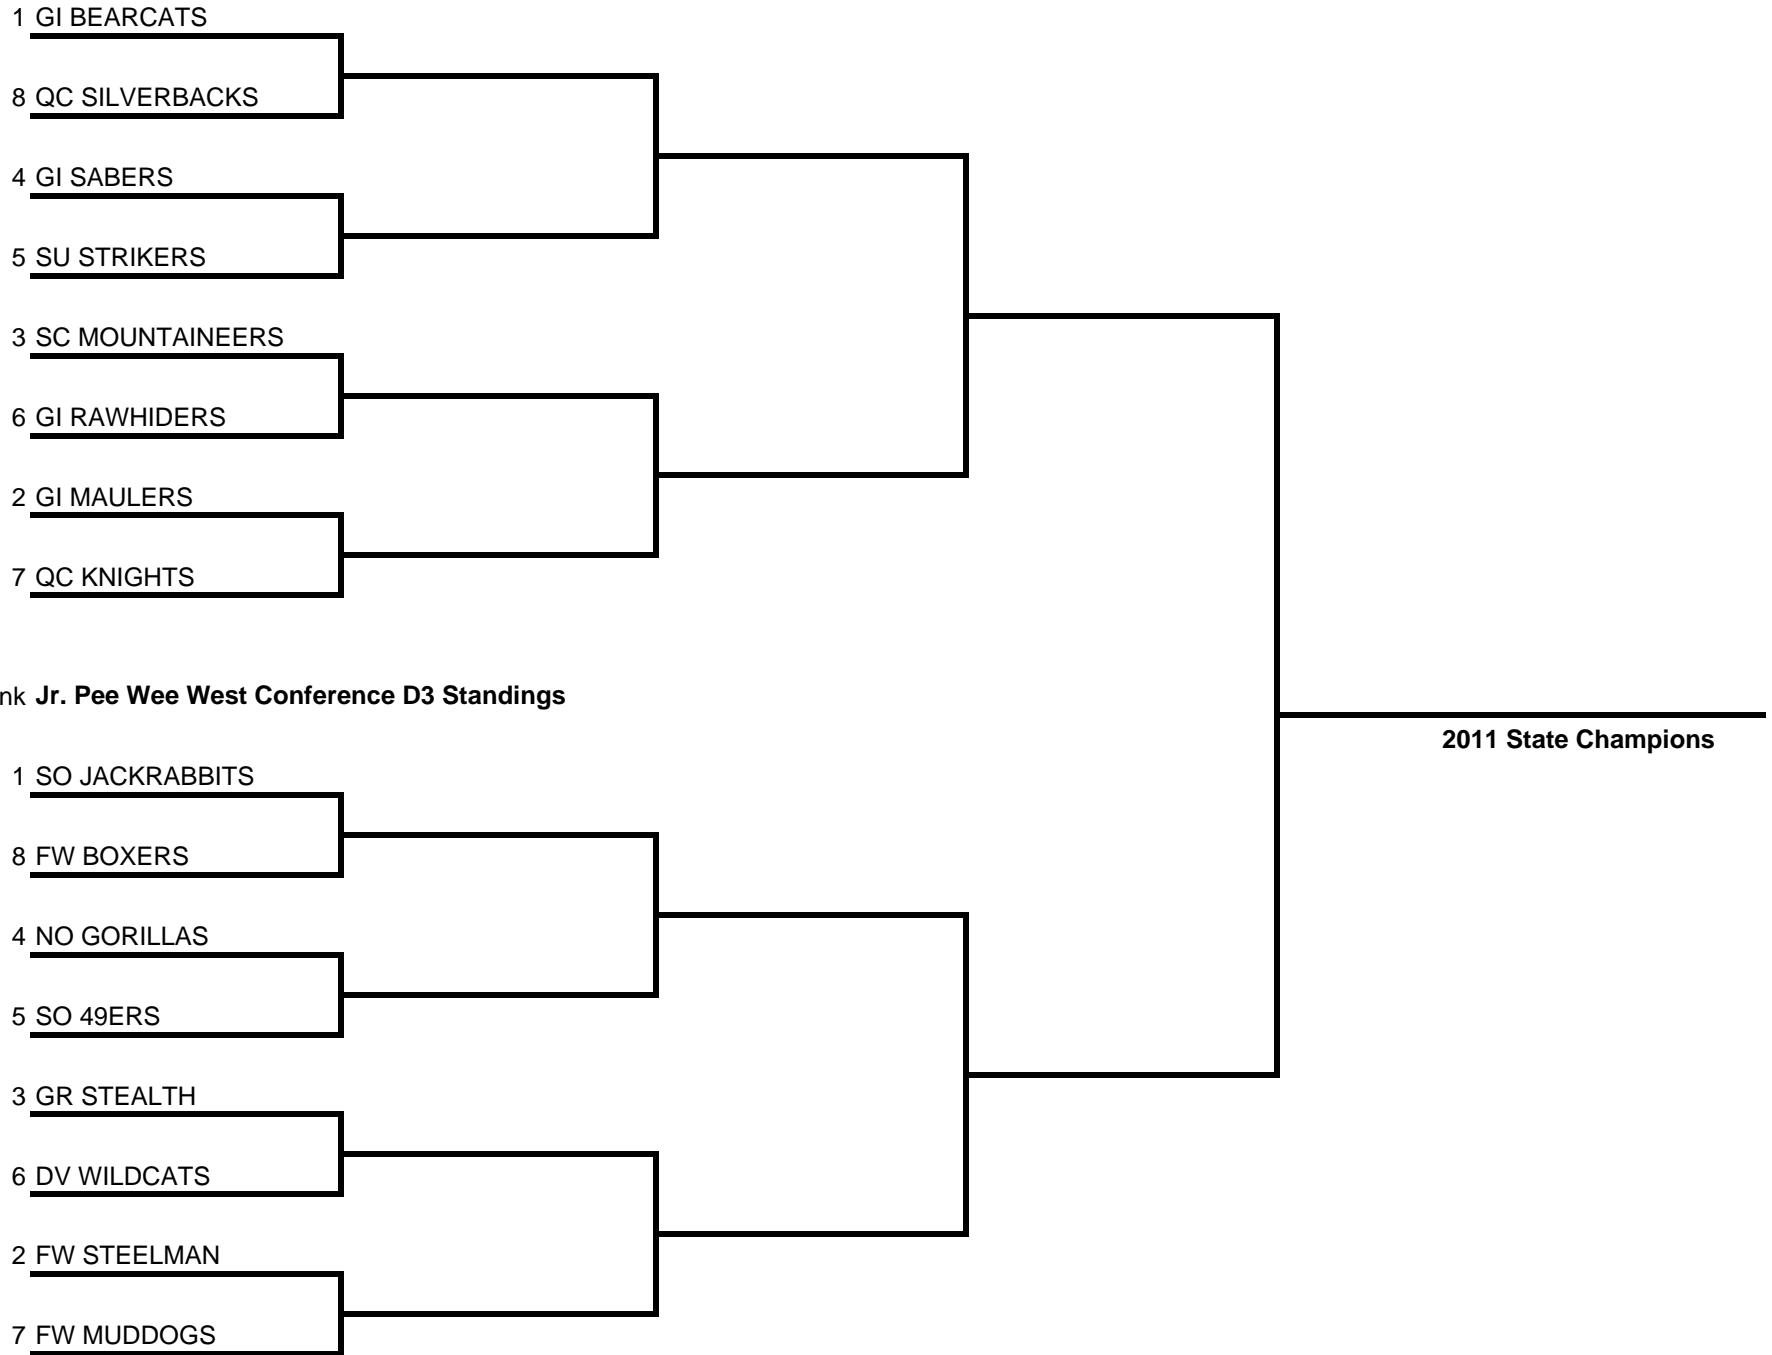 1 GI BEARCATS
8 QC SILVERBACKS
4 GI SABERS
5 SU STRIKERS
3 SC MOUNTAINEERS
6 GI RAWHIDERS
2 GI MAULERS
7 QC KNIGHTS
nk Jr. Pee Wee West Conference D3 Standings
2011 State Champions
1 SO JACKRABBITS
8 FW BOXERS
4 NO GORILLAS
5 SO 49ERS
3 GR STEALTH
6 DV WILDCATS
2 FW STEELMAN
7 FW MUDDOGS